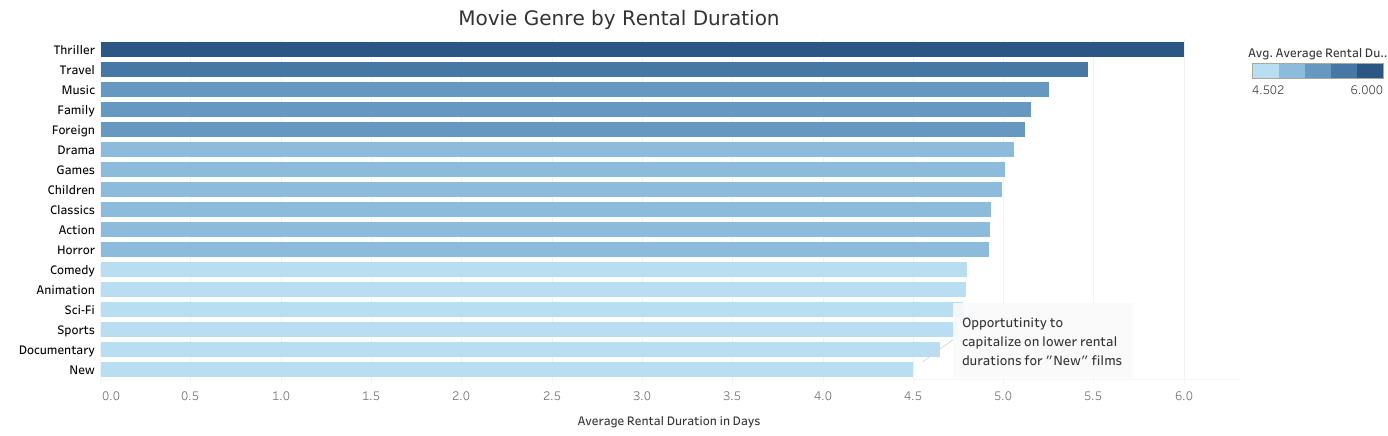 Movie Genre by Rental Duration
Thriller
Travel
Music
Family
Foreign
Drama
Games
Children
Classics
Action
Horror
Comedy
Animation
Sci-Fi
Sports
Documentary
New
0.0 0.5 1.0 1.5 2.0 2.5 3.0 3.5 4.0 4.5 5.0 5.5 6.0
Average Rental Duration in Days
Opportutinity to
capitalize on lower rental
durations for "New" films
Avg. Average Rental Du..
4.502 6.000